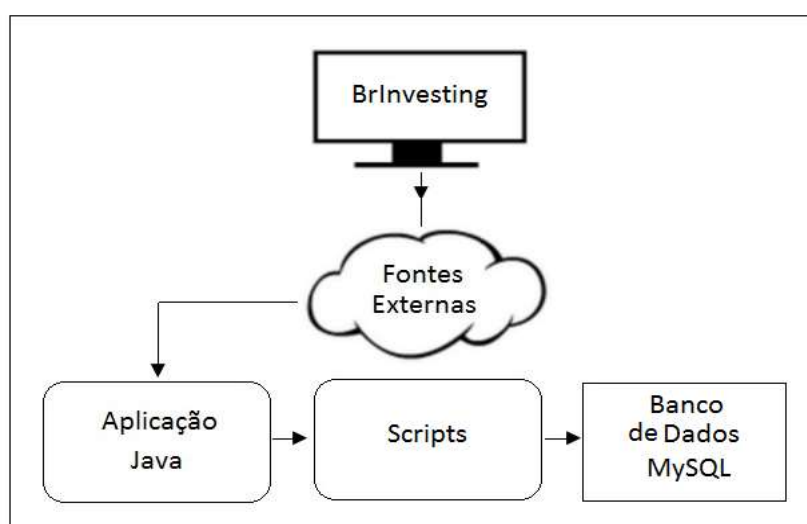 BrInvesting
Fontes
Externas
Aplicação
Java
Scripts
Banco
de Dados
MySQL